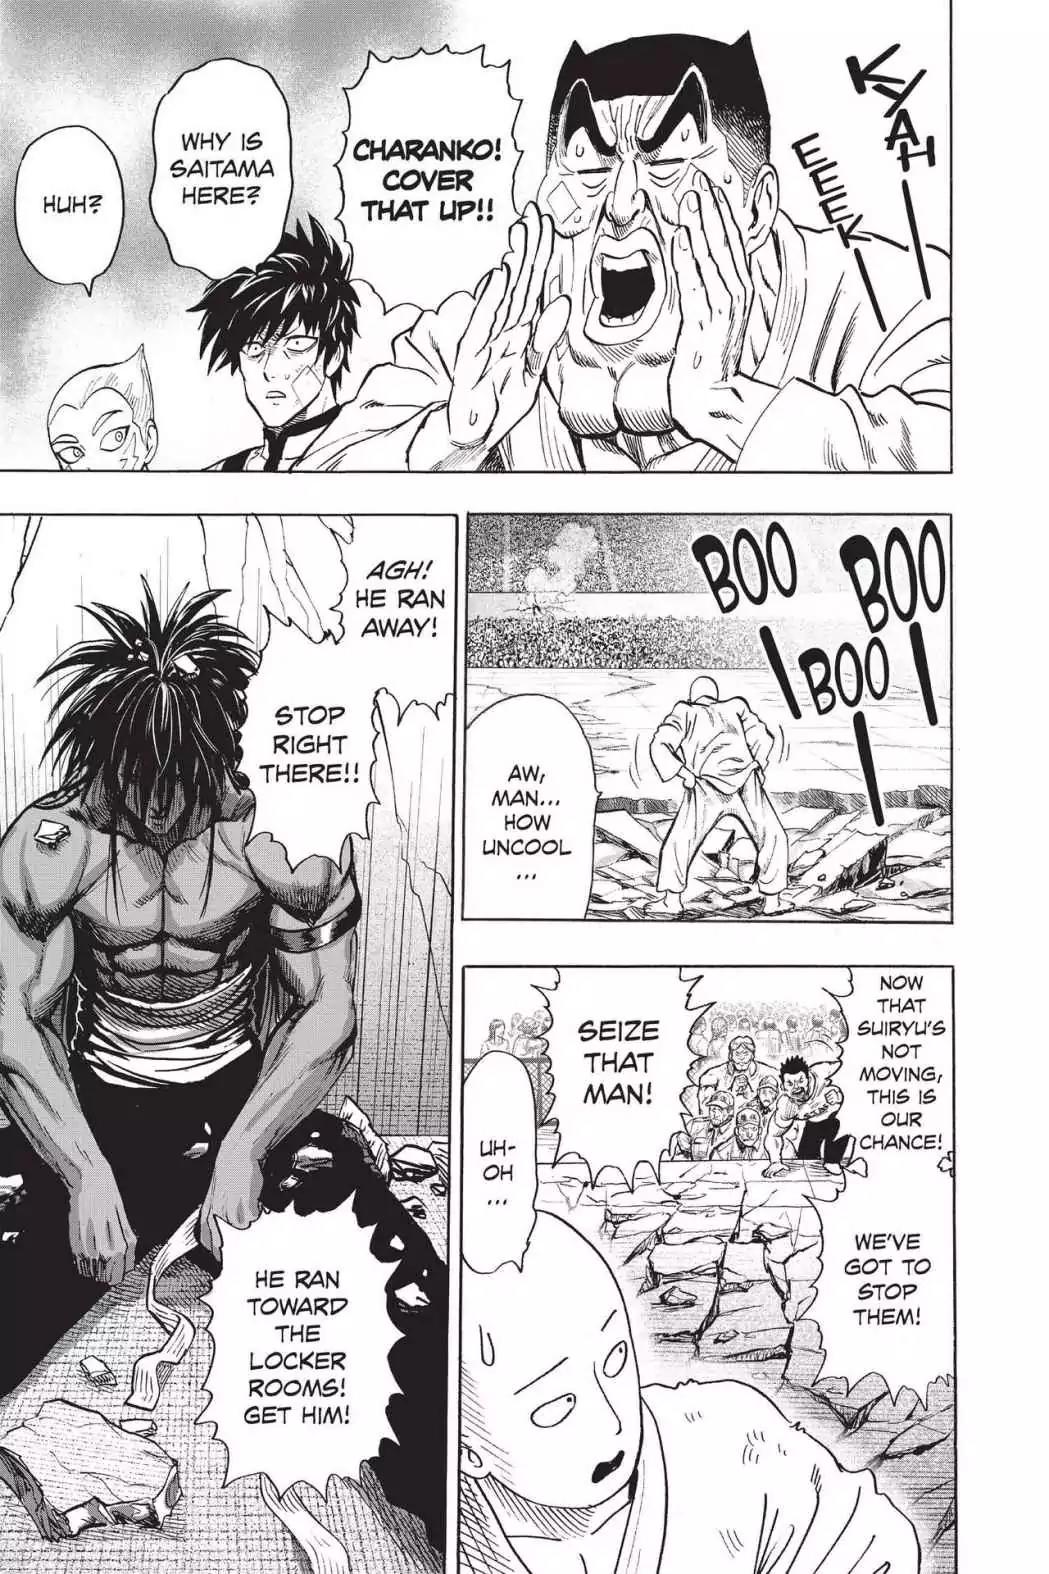 KYAH
EEEK
CHARANKO!
COVER
THAT UP!!
WHY IS
SAITAMA
HERE?
HUH?
BOO
BOO
BOO
AW,
MAN...
HOW
UNCOOL
...
NOW
THAT
SUIRYU'S
NOT
MOVING,
THIS IS
OUR
CHANCE!
SEIZE
THAT
MAN!
WE'VE
GOT TO
STOP
THEM!
UH-
OH
...
AGH!
HE RAN
AWAY!
STOP
RIGHT
THERE!!
HE RAN
TOWARD
THE
LOCKER
ROOMS!
GET HIM!